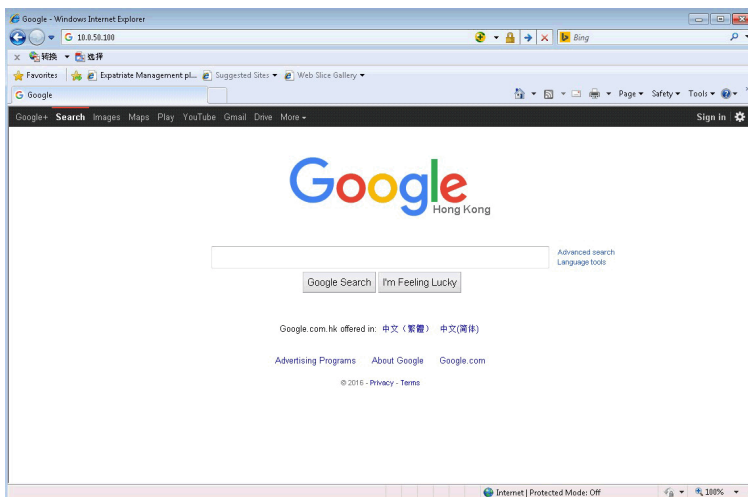 Google - Windows Internet Explorer
10.0.50.100
Bing
x 转换 选择
Favorites Expatriate Management pl... Suggested Sites Web Slice Gallery
Google Page Safety Tools
Google+ Search Images Maps Play YouTube Gmail Drive More Sign in
Google
Hong Kong
Advanced search
Language tools
Google Search I'm Feeling Lucky
Google.com.hk offered in: 中文（繁體） 中文(简体)
Advertising Programs About Google Google.com
© 2016 - Privacy - Terms
Internet | Protected Mode: Off 100%